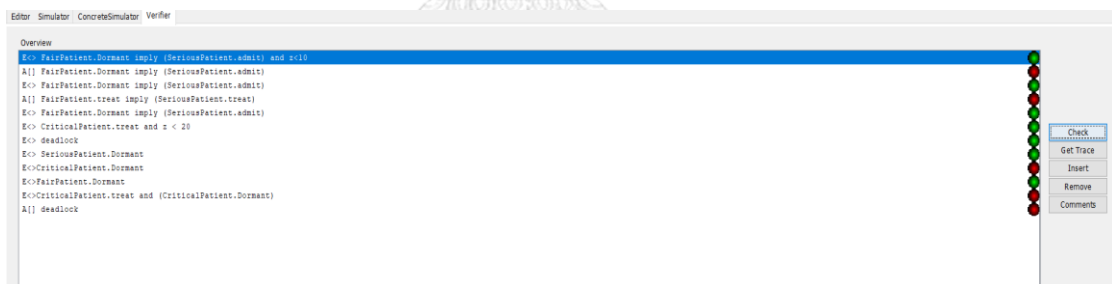 Editor Simulator ConcreteSimulator Verifier
Overview
E<> FairPatient.Dormant imply (SeriousPatient.admit) and z<10
A[] FairPatient.Dormant imply (SeriousPatient.admit)
E<> FairPatient.Dormant imply (SeriousPatient.admit)
A[] FairPatient.treat imply (SeriousPatient.treat)
E<> FairPatient.Dormant imply (SeriousPatient.admit)
E<> CriticalPatient.treat and z < 20
E<> deadlock
E<> SeriousPatient.Dormant
E<>CriticalPatient.Dormant
E<>FairPatient.Dormant
E<>CriticalPatient.treat and (CriticalPatient.Dormant)
A[] deadlock
Check
Get Trace
Insert
Remove
Comments